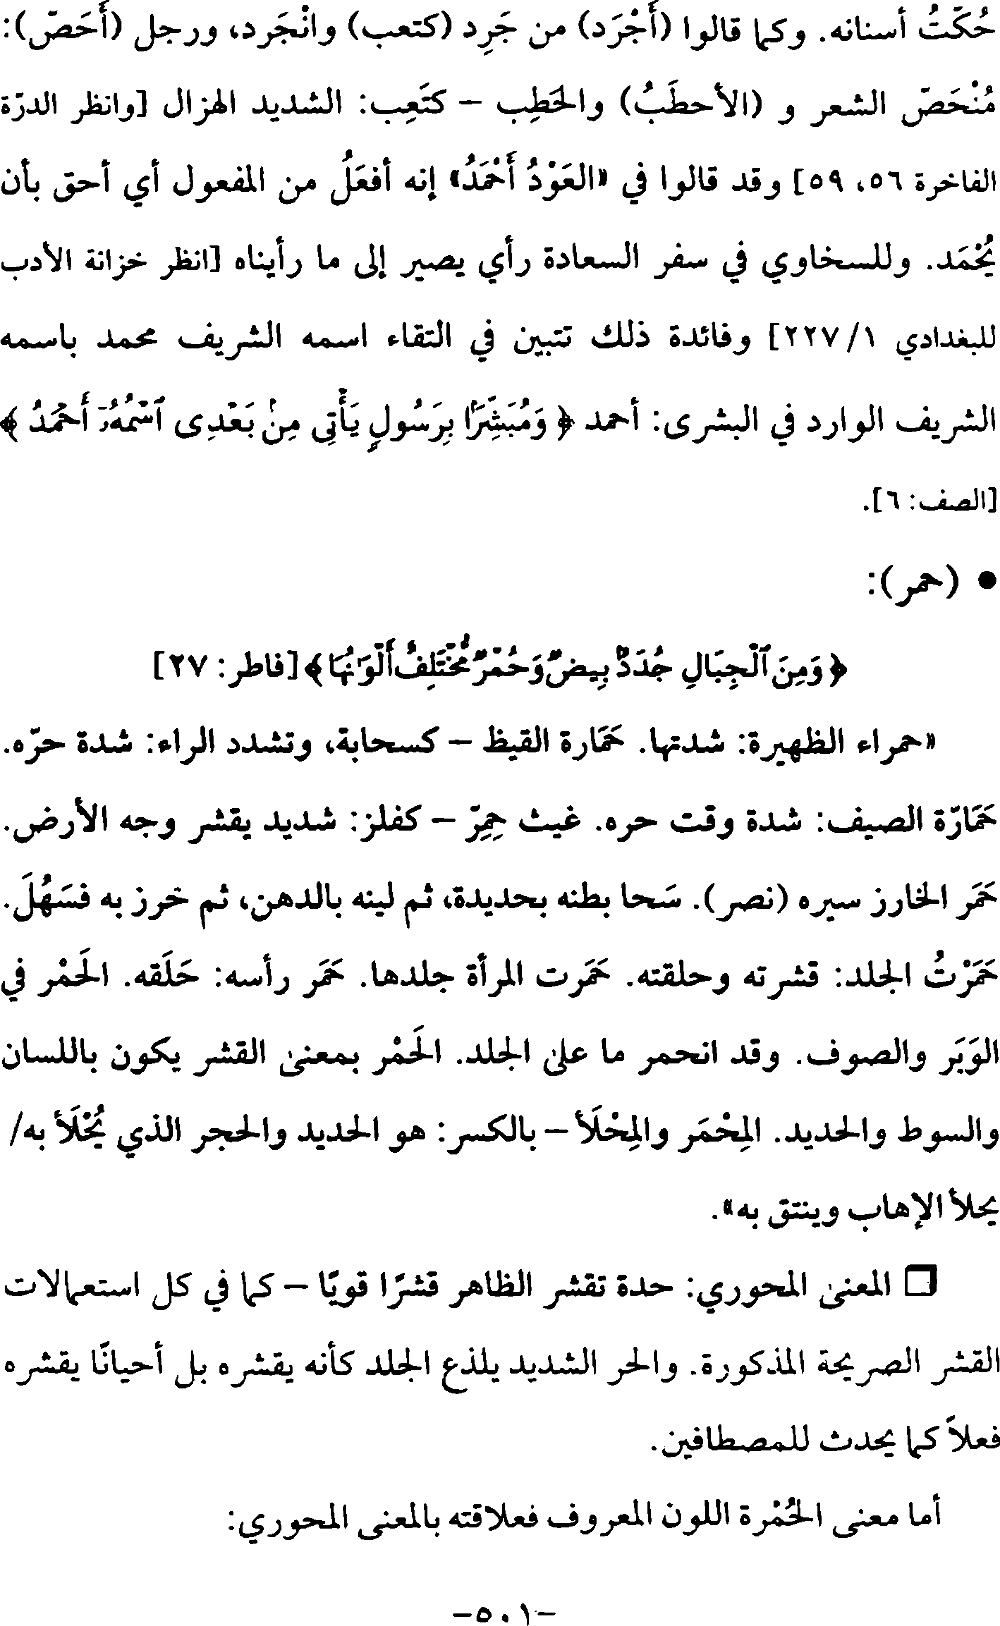 حُكّتُ أسنانه. وكما قالوا (أَجْرَد) من جَرِد (كتعب) وانْجَرد، ورجل (أَحَصّ):
مُنْحَصّ الشعر و (الأحطَبُ) والحَطِب – كتَعِب: الشديد الهزال [وانظر الدرّة
الفاخرة ٥٦، ٥٩] وقد قالوا في «العَوْدُ أَحْمَدُ» إنه أفعَلُ من المفعول أي أحق بأن
يُحْمَد. وللسخاوي في سفر السعادة رأي يصير إلى ما رأيناه [انظر خزانة الأدب
للبغدادي ١/ ٢٢٧] وفائدة ذلك تتبين في التقاء اسمه الشريف محمد باسمه
الشريف الوارد في البشرى: أحمد ﴿ وَمُبَشِّرًۢا بِرَسُولٍ يَأْتِى مِنۢ بَعْدِى ٱسْمُهُۥٓ أَحْمَدُ ﴾
[الصف: ٦].
● (حمر):
﴿ وَمِنَ ٱلْجِبَالِ جُدَدٌۢ بِيضٌ وَحُمْرٌ مُّخْتَلِفٌ أَلْوَٰنُهَا ﴾ [فاطر: ٢٧]
«حمراء الظهيرة: شدتها. حَمَارة القيظ – كسحابة، وتشدد الراء: شدة حرّه.
حَمَارّة الصيف: شدة وقت حره. غيث حِمِرّ – كفلز: شديد يقشر وجه الأرض.
حَمَر الخارز سيره (نصر). سَحا بطنه بحديدة، ثم لينه بالدهن، ثم خرز به فسَهُلَ.
حَمَرْتُ الجلد: قشرته وحلقته. حَمَرت المرأة جلدها. حَمَر رأسه: حَلَقه. الحَمْر في
الوَبَر والصوف. وقد انحمر ما على الجلد. الحَمْر بمعنى القشر يكون باللسان
والسوط والحديد. المِحْمَر والمِحْلَأ – بالكسر: هو الحديد والحجر الذي يُحْلَأ به/
يحلأ الإهاب وينتق به».
❒ المعنى المحوري: حدة تقشر الظاهر قشرًا قويًا – كما في كل استعمالات
القشر الصريحة المذكورة. والحر الشديد يلذع الجلد كأنه يقشره بل أحيانًا يقشره
فعلاً كما يحدث للمصطافين.
أما معنى الحُمْرة اللون المعروف فعلاقته بالمعنى المحوري:
–٥٠١–